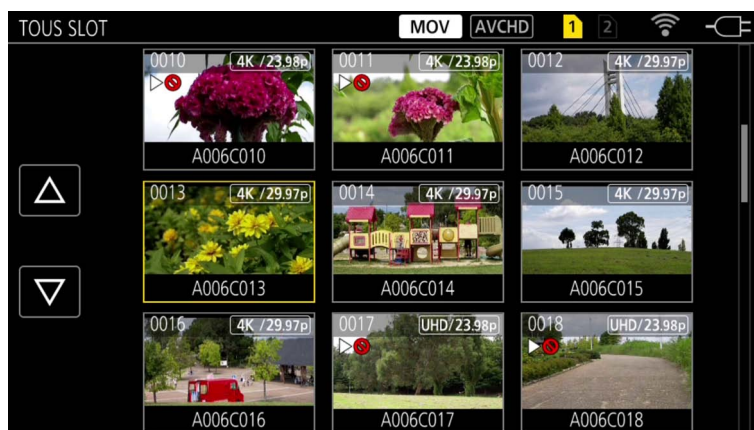 TOUS SLOT MOV AVCHD 1 2
0010 4K /23.98p 0011 4K /23.98p 0012 4K /29.97p
A006C010 A006C011 A006C012
0013 4K /29.97p 0014 4K /29.97p 0015 4K /29.97p
A006C013 A006C014 A006C015
0016 4K /29.97p 0017 UHD/23.98p 0018 UHD/23.98p
A006C016 A006C017 A006C018